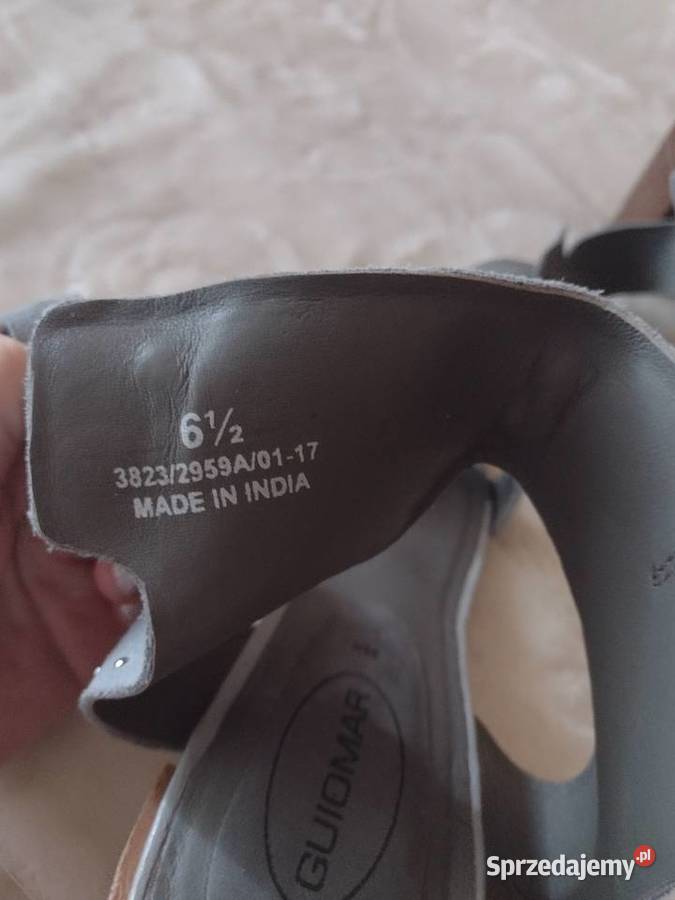 6½
3823/2959A/01-17
MADE IN INDIA
GUIOMAR
Sprzedajemy.pl